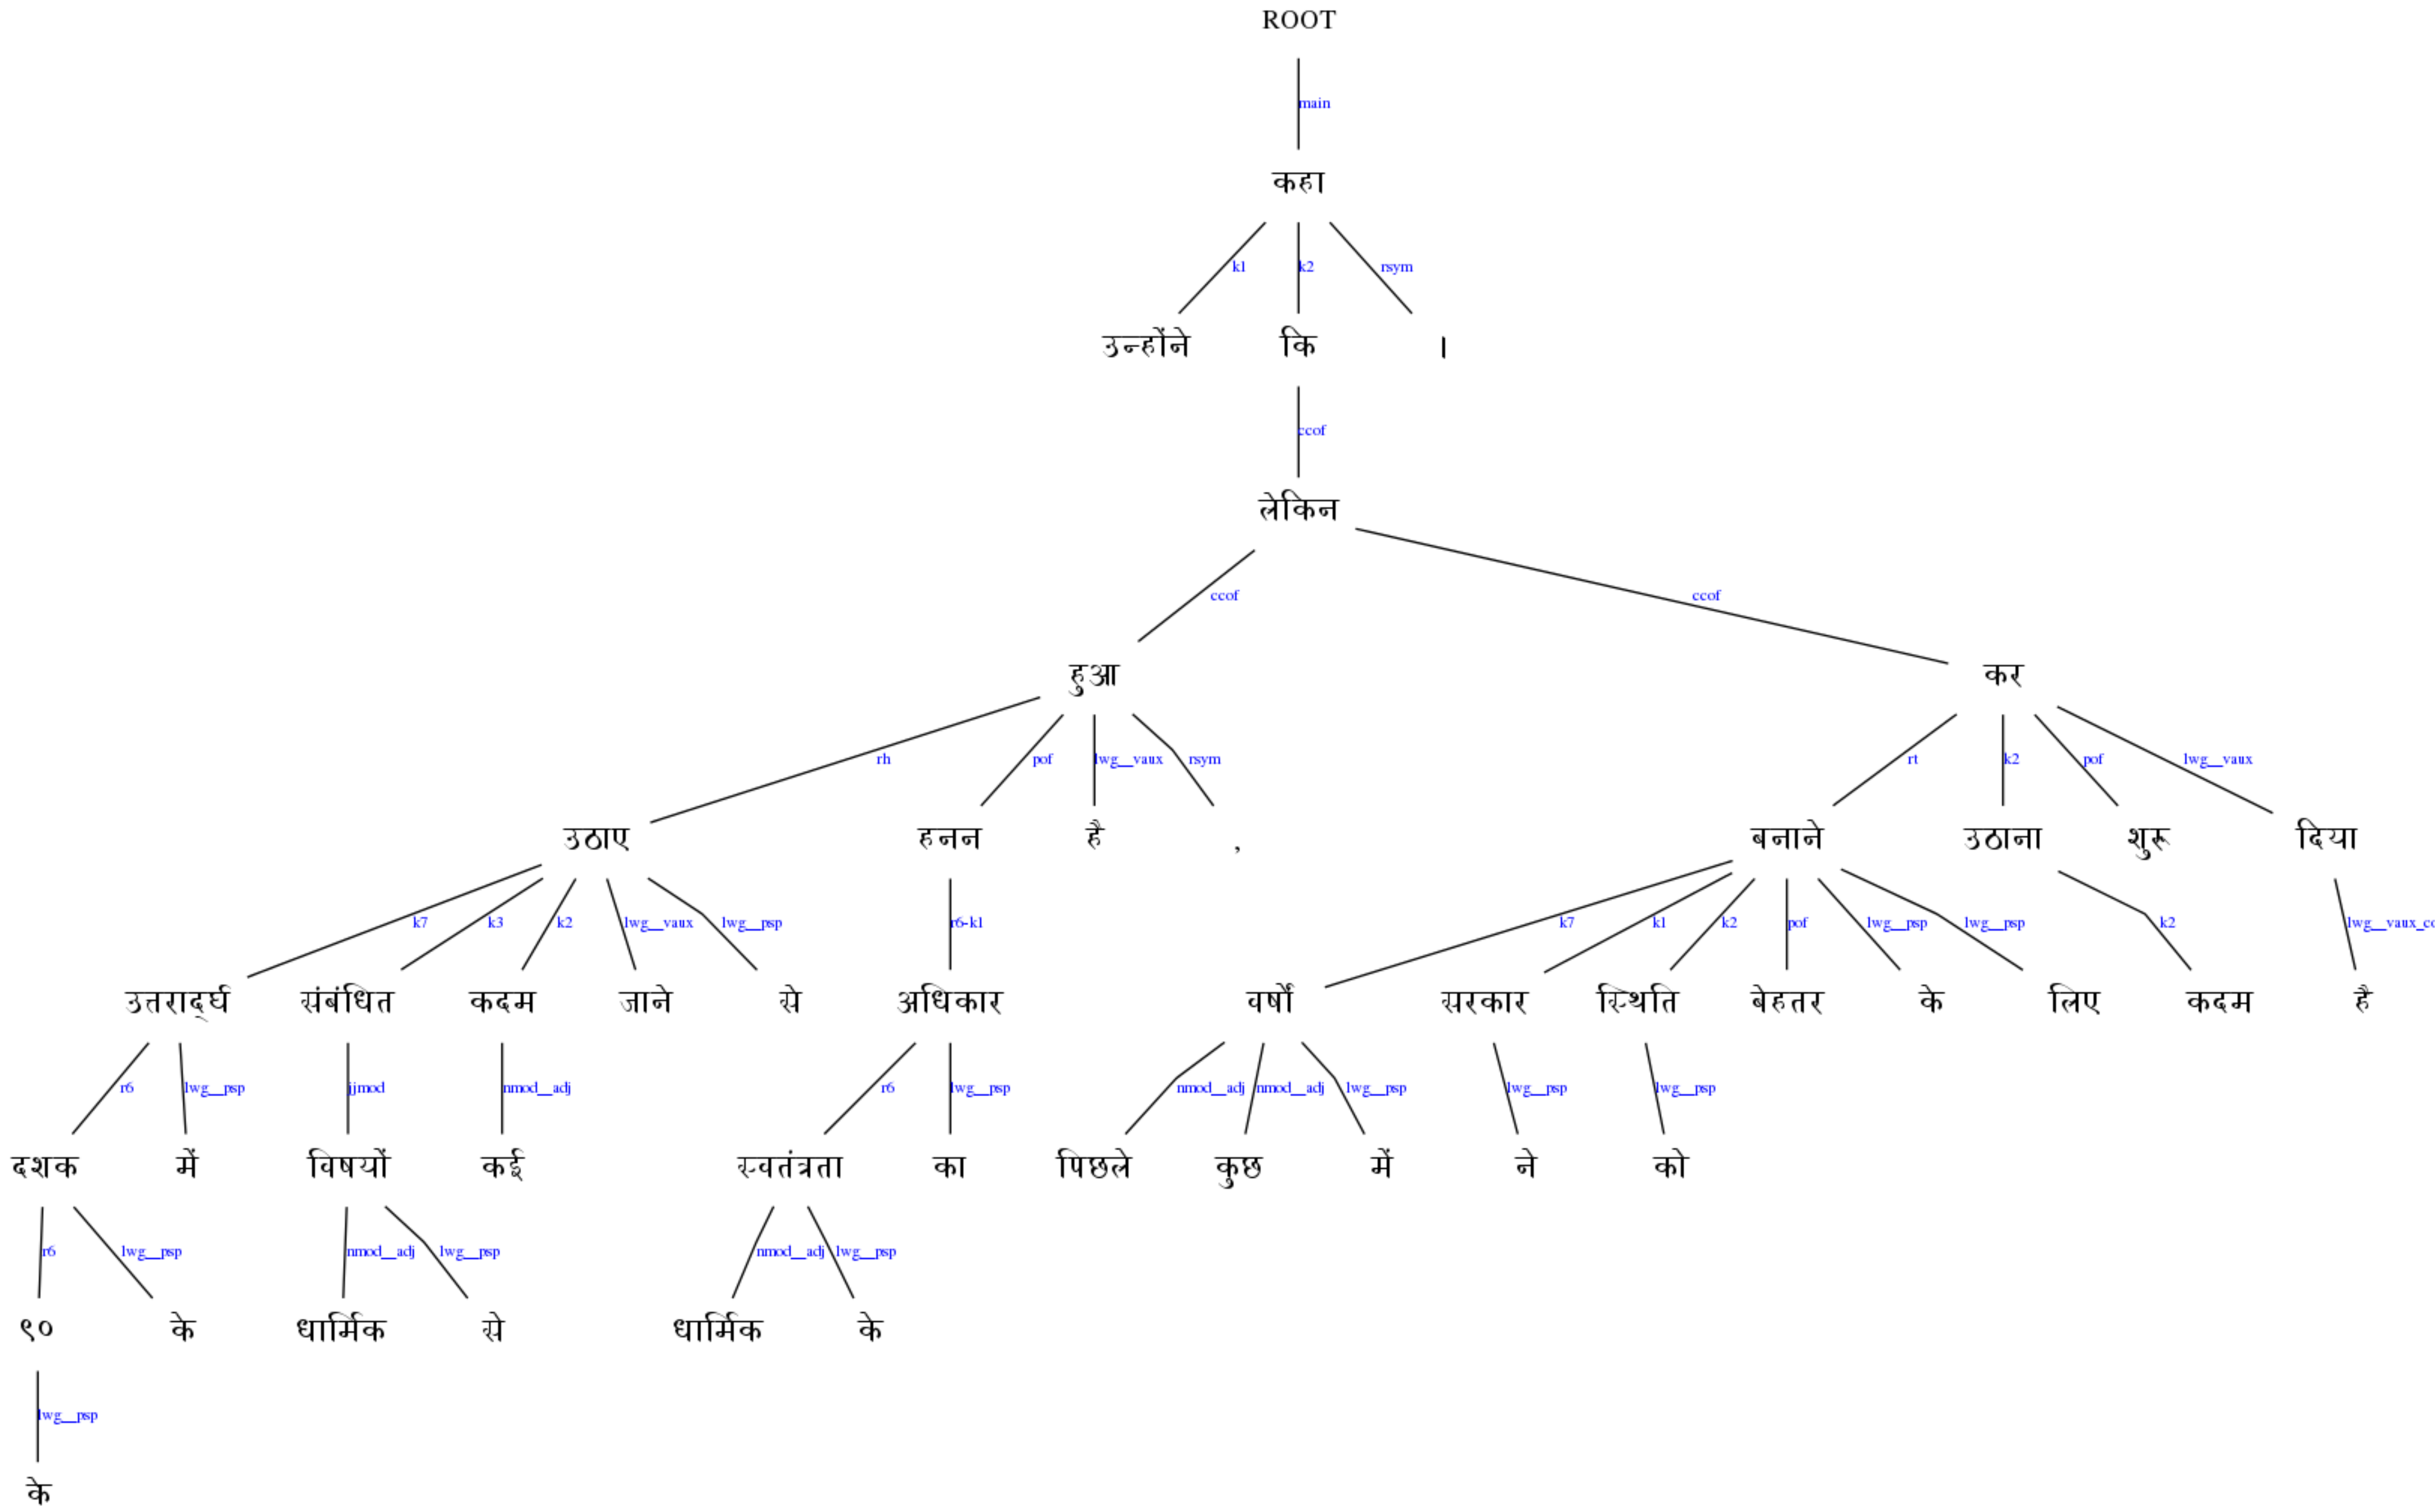 ROOT
main
कहा
k1 k2 rsym
उन्होंने कि ।
ccof
लेकिन
ccof ccof
हुआ कर
rh pof lwg__vaux rsym rt k2 pof lwg__vaux
उठाए हनन है , बनाने उठाना शुरू दिया
k7 k3 k2 lwg__vaux lwg__psp r6-k1 k7 k1 k2 pof lwg__psp lwg__psp k2 lwg__vaux_co
उत्तराद्र्घ संबंधित कदम जाने से अधिकार वर्षों सरकार स्थिति बेहतर के लिए कदम है
r6 lwg__psp jjmod nmod__adj r6 lwg__psp nmod__adj nmod__adj lwg__psp lwg__psp lwg__psp
दशक में विषयों कई स्वतंत्रता का पिछले कुछ में ने को
r6 lwg__psp nmod__adj lwg__psp nmod__adj lwg__psp
९० के धार्मिक से धार्मिक के
lwg__psp
के